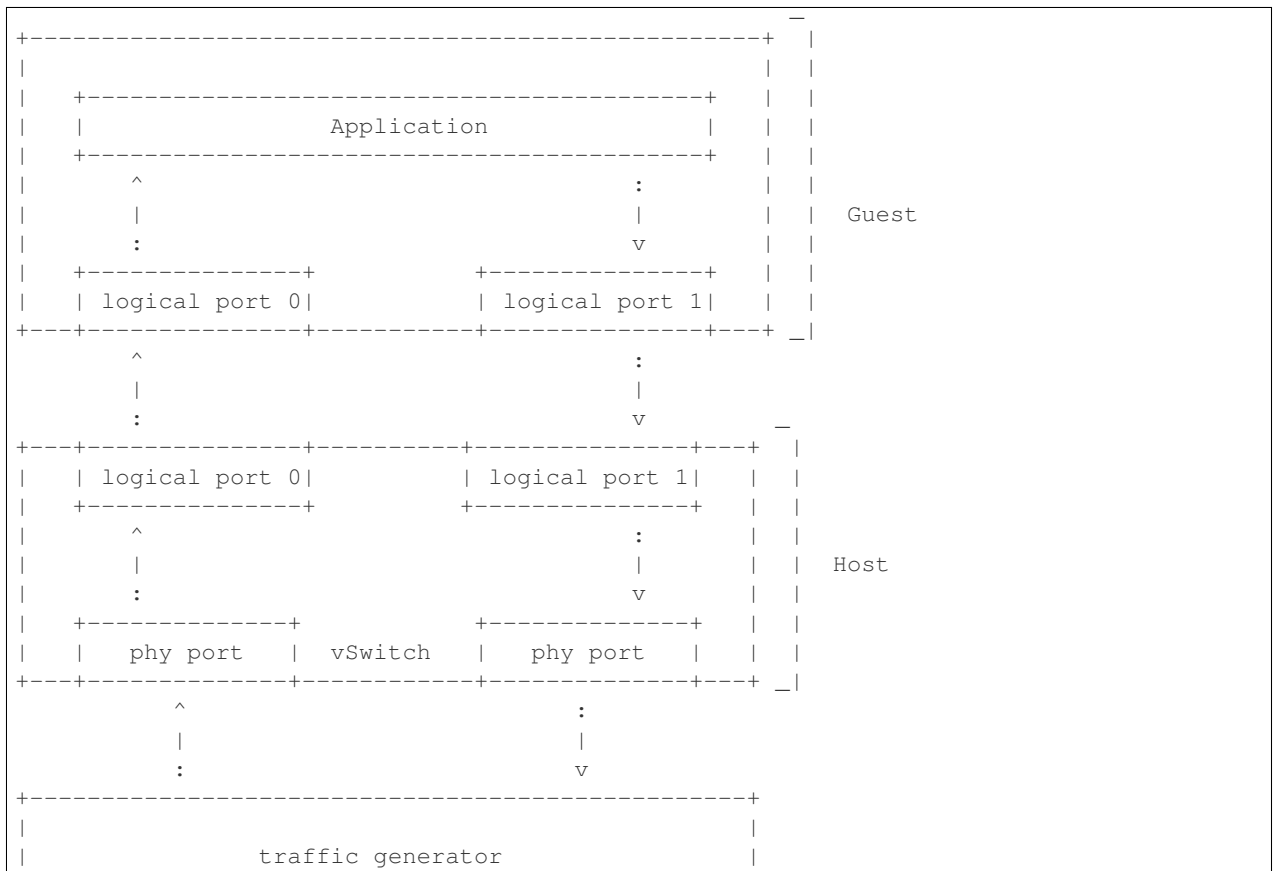 _
+---------------------------------------------------+  |
|                                                   |  |
|   +-------------------------------------------+   |  |
|   |                 Application               |   |  |
|   +-------------------------------------------+   |  |
|       ^                                  :        |  |
|       |                                  |        |  |  Guest
|       :                                  v        |  |
|   +---------------+           +---------------+   |  |
|   | logical port 0|           | logical port 1|   |  |
+---+---------------+-----------+---------------+---+ _|
        ^                                  :
        |                                  |
        :                                  v         _
+---+---------------+----------+---------------+---+  |
|   | logical port 0|          | logical port 1|   |  |
|   +---------------+          +---------------+   |  |
|       ^                                  :       |  |
|       |                                  |       |  |  Host
|       :                                  v       |  |
|   +--------------+            +--------------+   |  |
|   |   phy port   |  vSwitch   |   phy port   |   |  |
+---+--------------+------------+--------------+---+ _|
           ^                           :
           |                           |
           :                           v
+--------------------------------------------------+
|                                                  |
|                traffic generator                 |